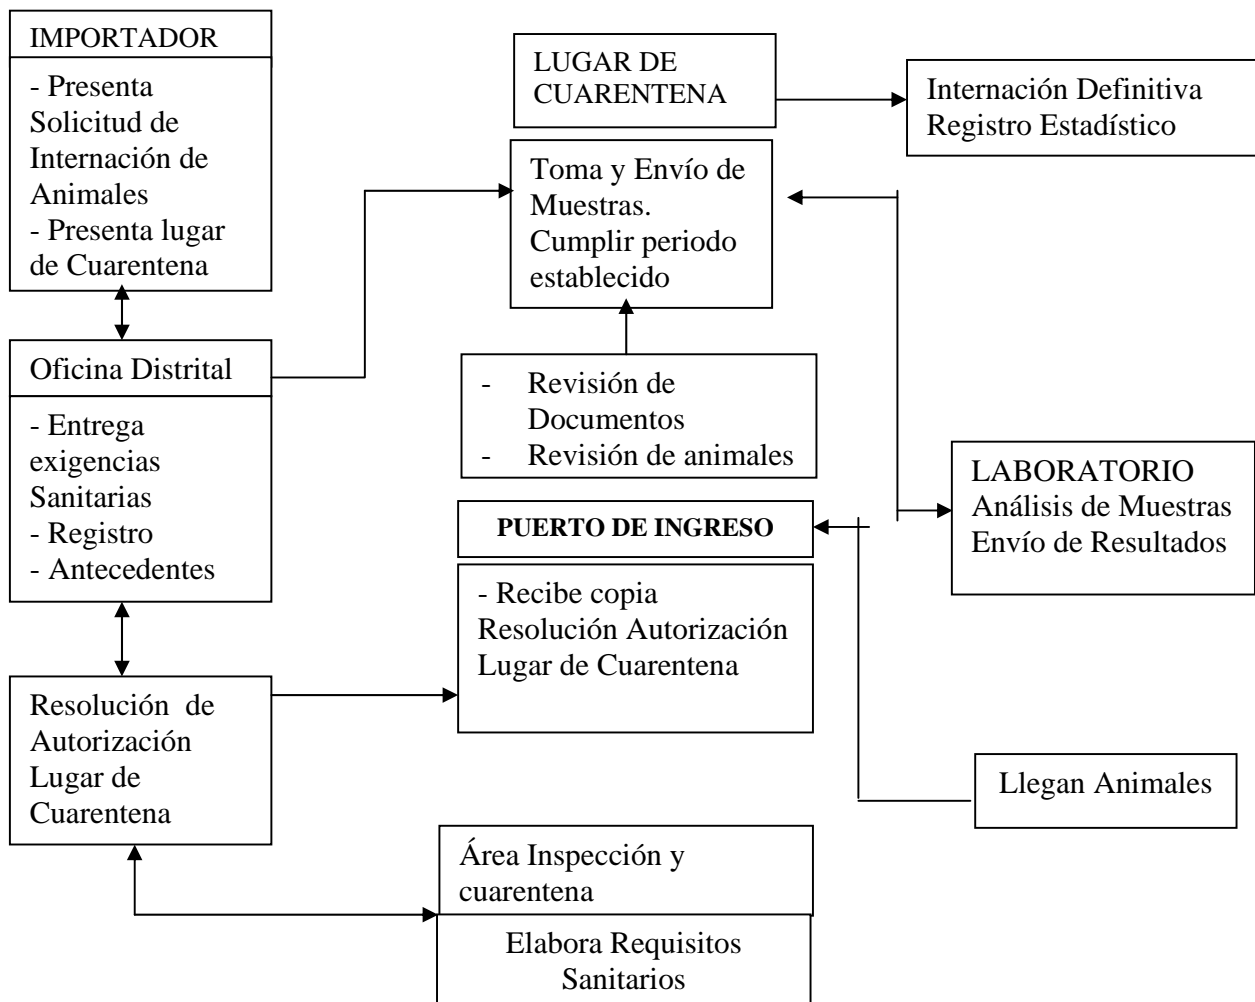 IMPORTADOR
- Presenta
Solicitud de
Internación de
Animales
- Presenta lugar
de Cuarentena
Oficina Distrital
- Entrega
exigencias
Sanitarias
- Registro
- Antecedentes
Resolución de
Autorización
Lugar de
Cuarentena
LUGAR DE
CUARENTENA
Toma y Envío de
Muestras.
Cumplir periodo
establecido
- Revisión de
Documentos
- Revisión de animales
PUERTO DE INGRESO
- Recibe copia
Resolución Autorización
Lugar de Cuarentena
Área Inspección y
cuarentena
Elabora Requisitos
Sanitarios
Internación Definitiva
Registro Estadístico
LABORATORIO
Análisis de Muestras
Envío de Resultados
Llegan Animales